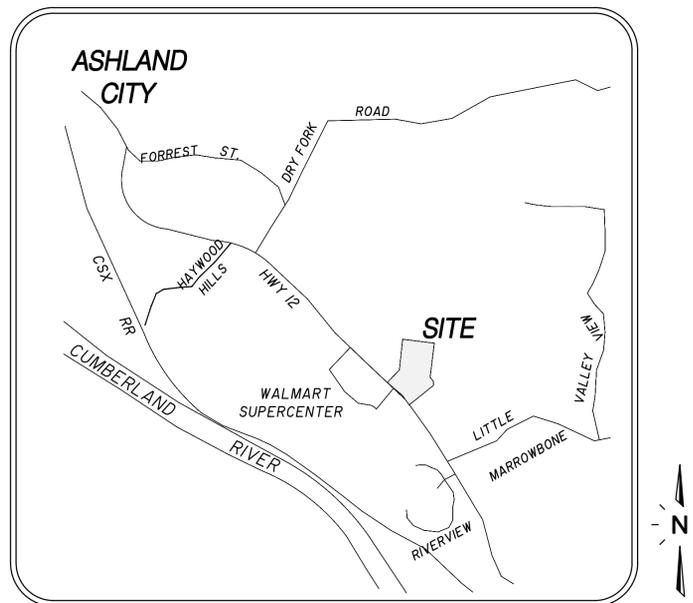 ASHLAND
CITY
ROAD
DRY FORK
FORREST ST.
HAYWOOD
HILLS
CSX
RR
HWY 12
SITE
VIEW
VALLEY
CUMBERLAND
RIVER
WALMART
SUPERCENTER
LITTLE
MARROWBONE
RIVERVIEW
N